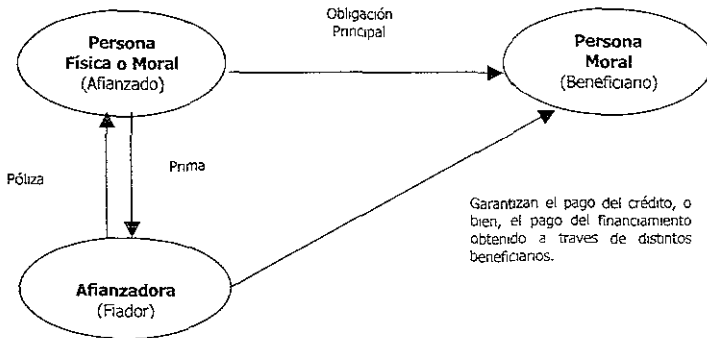 Obligación
Principal
Persona
Física o Moral
(Afianzado)
Persona
Moral
(Beneficiario)
Póliza
Prima
Garantizan el pago del crédito, o
bien, el pago del financiamiento
obtenido a traves de distintos
beneficiarios.
Afianzadora
(Fiador)